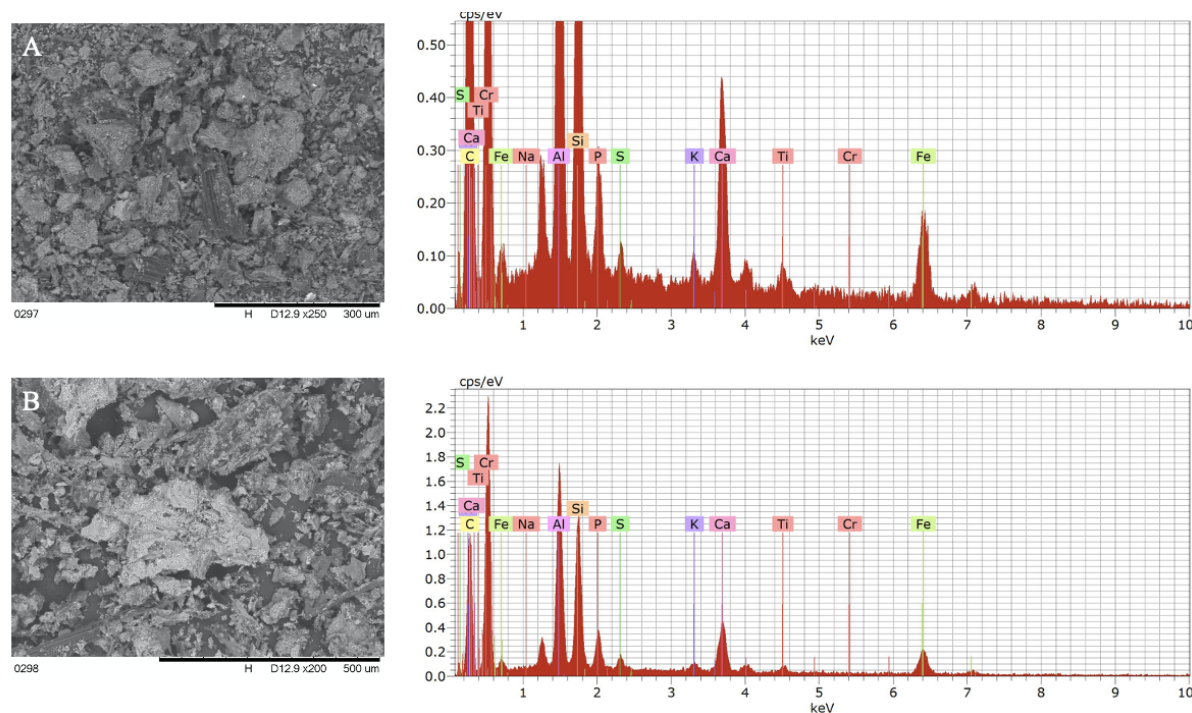 A
0297 H D12.9 x250 300 um
cps/eV
0.50
0.40
0.30
0.20
0.10
0.00
S Cr
Ti
Ca Si
C Fe Na Al P S K Ca Ti Cr Fe
1 2 3 4 5 6 7 8 9 10
keV
B
0298 H D12.9 x200 500 um
cps/eV
2.2
2.0
1.8
1.6
1.4
1.2
1.0
0.8
0.6
0.4
0.2
0.0
S Cr
Ti
Ca Si
C Fe Na Al P S K Ca Ti Cr Fe
1 2 3 4 5 6 7 8 9 10
keV